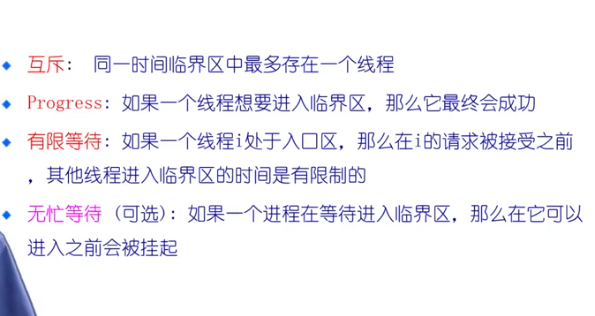 互斥： 同一时间临界区中最多存在一个线程
Progress：如果一个线程想要进入临界区，那么它最终会成功
有限等待：如果一个线程i处于入口区，那么在i的请求被接受之前
，其他线程进入临界区的时间是有限制的
无忙等待（可选）：如果一个进程在等待进入临界区，那么在它可以
进入之前会被挂起